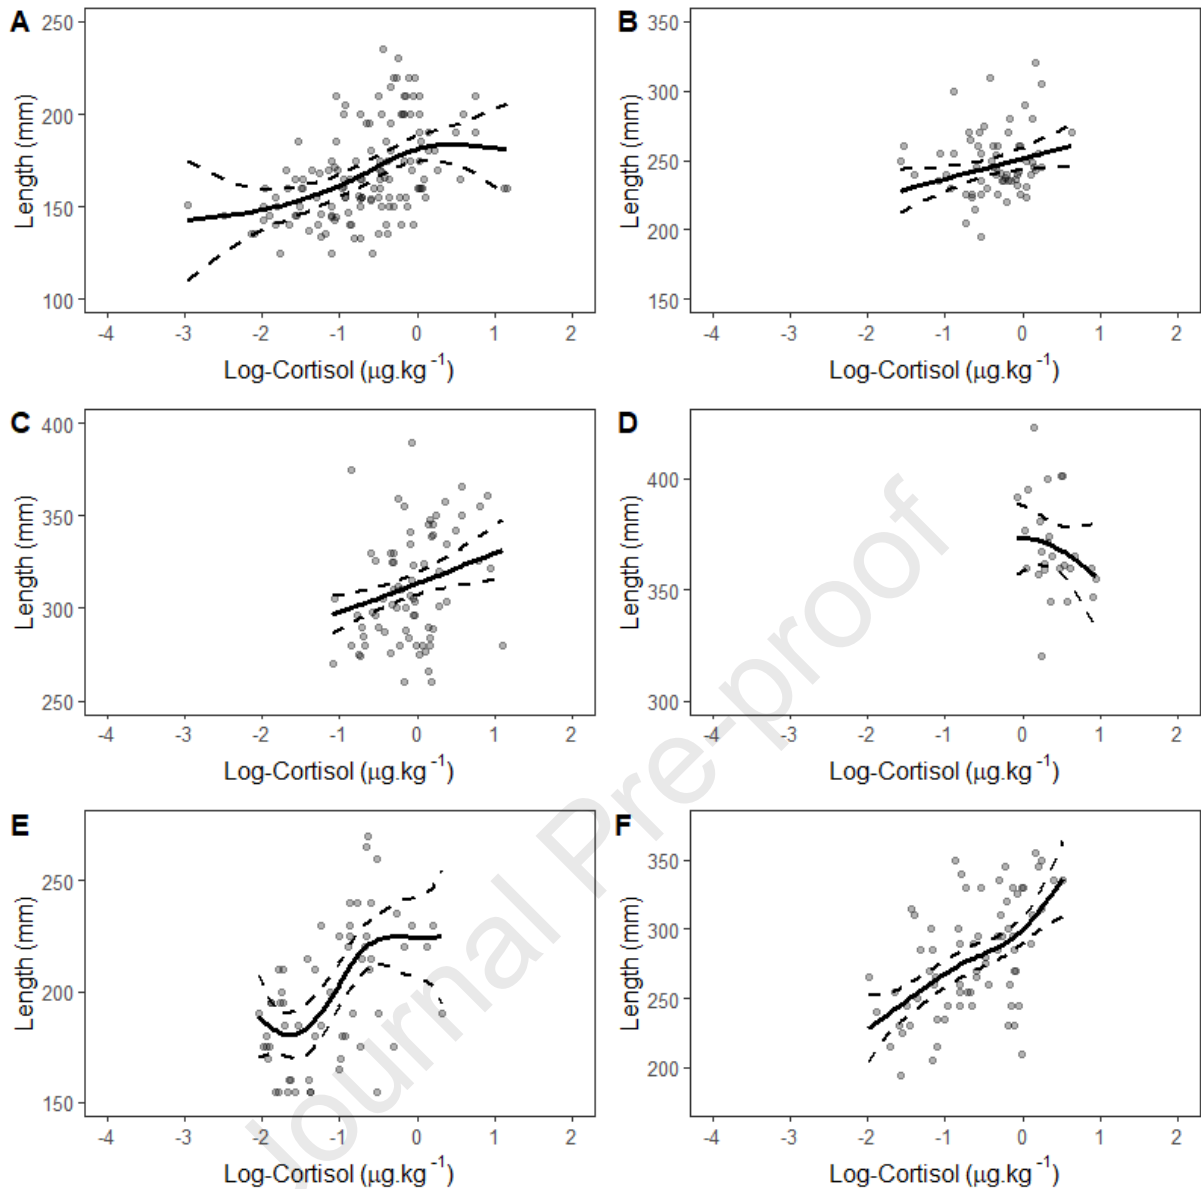 A
Length (mm)
250
200
150
100
-4 -3 -2 -1 0 1 2
Log-Cortisol (μg.kg⁻¹)
B
Length (mm)
350
300
250
200
150
-4 -3 -2 -1 0 1 2
Log-Cortisol (μg.kg⁻¹)
C
Length (mm)
400
350
300
250
-4 -3 -2 -1 0 1 2
Log-Cortisol (μg.kg⁻¹)
D
Length (mm)
400
350
300
-4 -3 -2 -1 0 1 2
Log-Cortisol (μg.kg⁻¹)
E
Length (mm)
250
200
150
-4 -3 -2 -1 0 1 2
Log-Cortisol (μg.kg⁻¹)
F
Length (mm)
350
300
250
200
-4 -3 -2 -1 0 1 2
Log-Cortisol (μg.kg⁻¹)
Journal Pre-proof